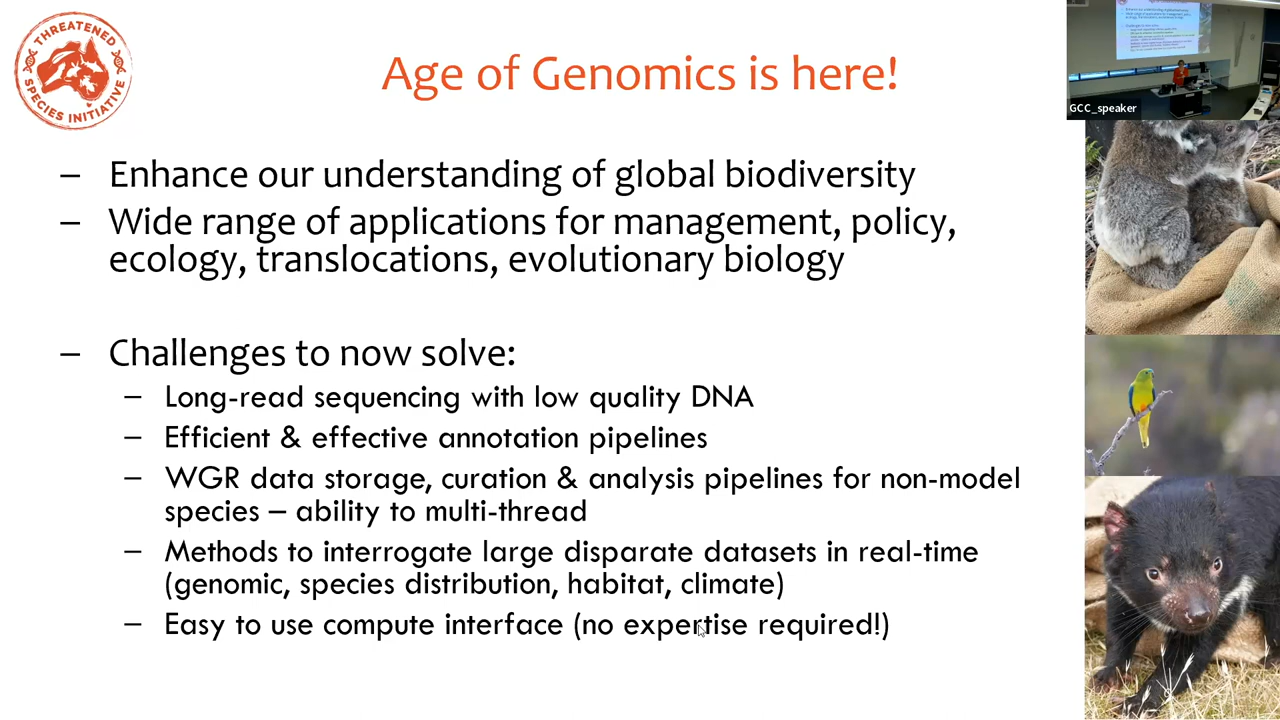 THREATENED
SPECIES INITIATIVE
Age of Genomics is here!
GCC_speaker
– Enhance our understanding of global biodiversity
– Wide range of applications for management, policy,
ecology, translocations, evolutionary biology
– Challenges to now solve:
– Long-read sequencing with low quality DNA
– Efficient & effective annotation pipelines
– WGR data storage, curation & analysis pipelines for non-model
species – ability to multi-thread
– Methods to interrogate large disparate datasets in real-time
(genomic, species distribution, habitat, climate)
– Easy to use compute interface (no expertise required!)